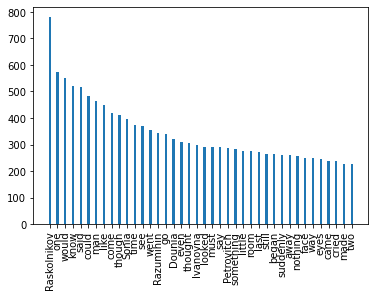 800
700
600
500
400
300
200
100
0
Raskolnikov
one
would
know
said
could
man
like
come
though
Sonia
time
see
went
Razumihin
go
Dounia
even
thought
Ivanovna
looked
must
say
Petrovitch
something
little
room
last
still
began
suddenly
away
nothing
face
way
eyes
came
cried
made
two